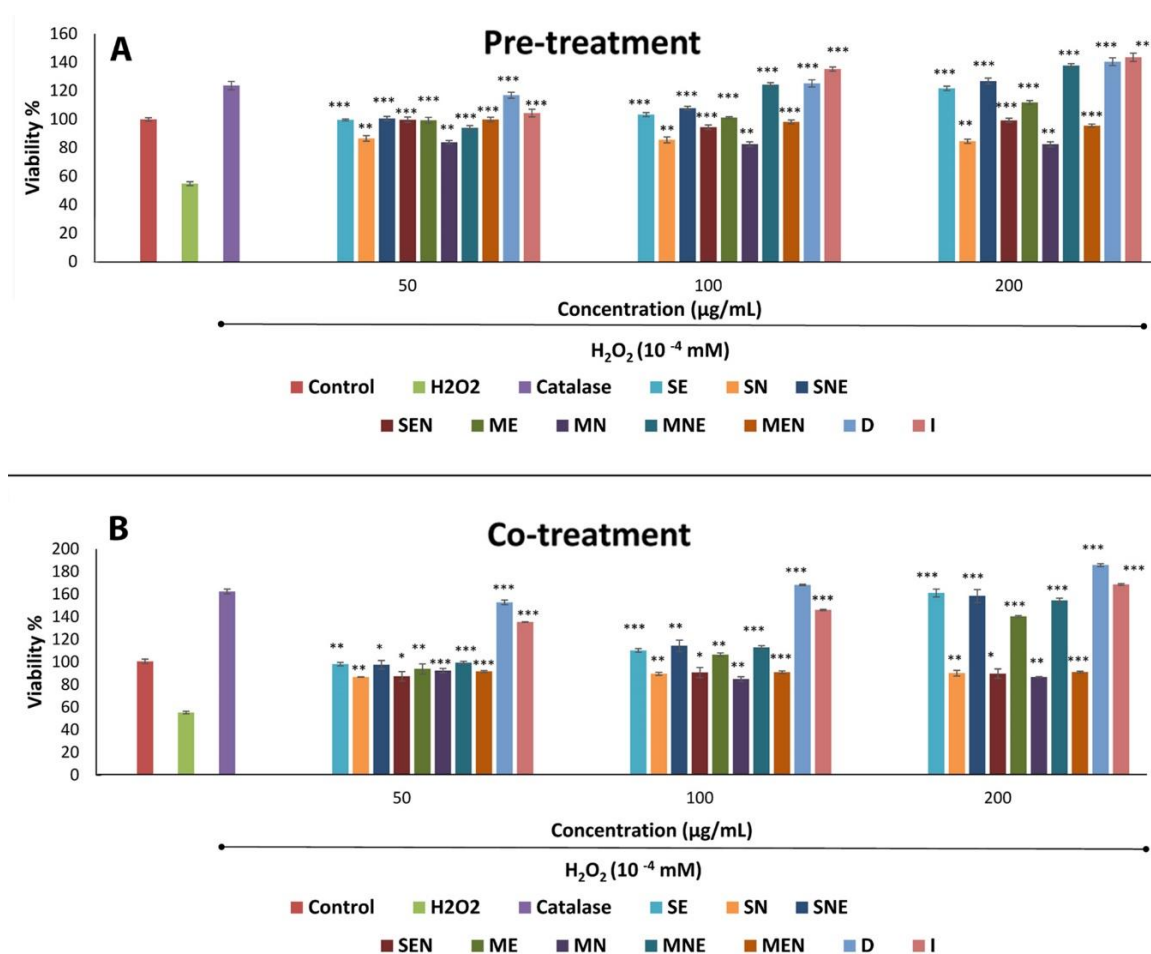 A
Pre-treatment
Viability %
160
140
120
100
80
60
40
20
0
*** ** *** *** *** ** *** *** *** ***
*** ** *** *** *** ** *** *** *** ***
*** ** *** *** *** ** *** *** *** **
50 100 200
Concentration (µg/mL)
H₂O₂ (10 ⁻⁴ mM)
Control H2O2 Catalase SE SN SNE
SEN ME MN MNE MEN D I
B
Co-treatment
Viability %
200
180
160
140
120
100
80
60
40
20
0
** ** * * ** *** *** *** *** ***
*** ** ** * ** ** *** *** *** ***
*** ** *** * *** ** *** *** *** ***
50 100 200
Concentration (µg/mL)
H₂O₂ (10 ⁻⁴ mM)
Control H2O2 Catalase SE SN SNE
SEN ME MN MNE MEN D I